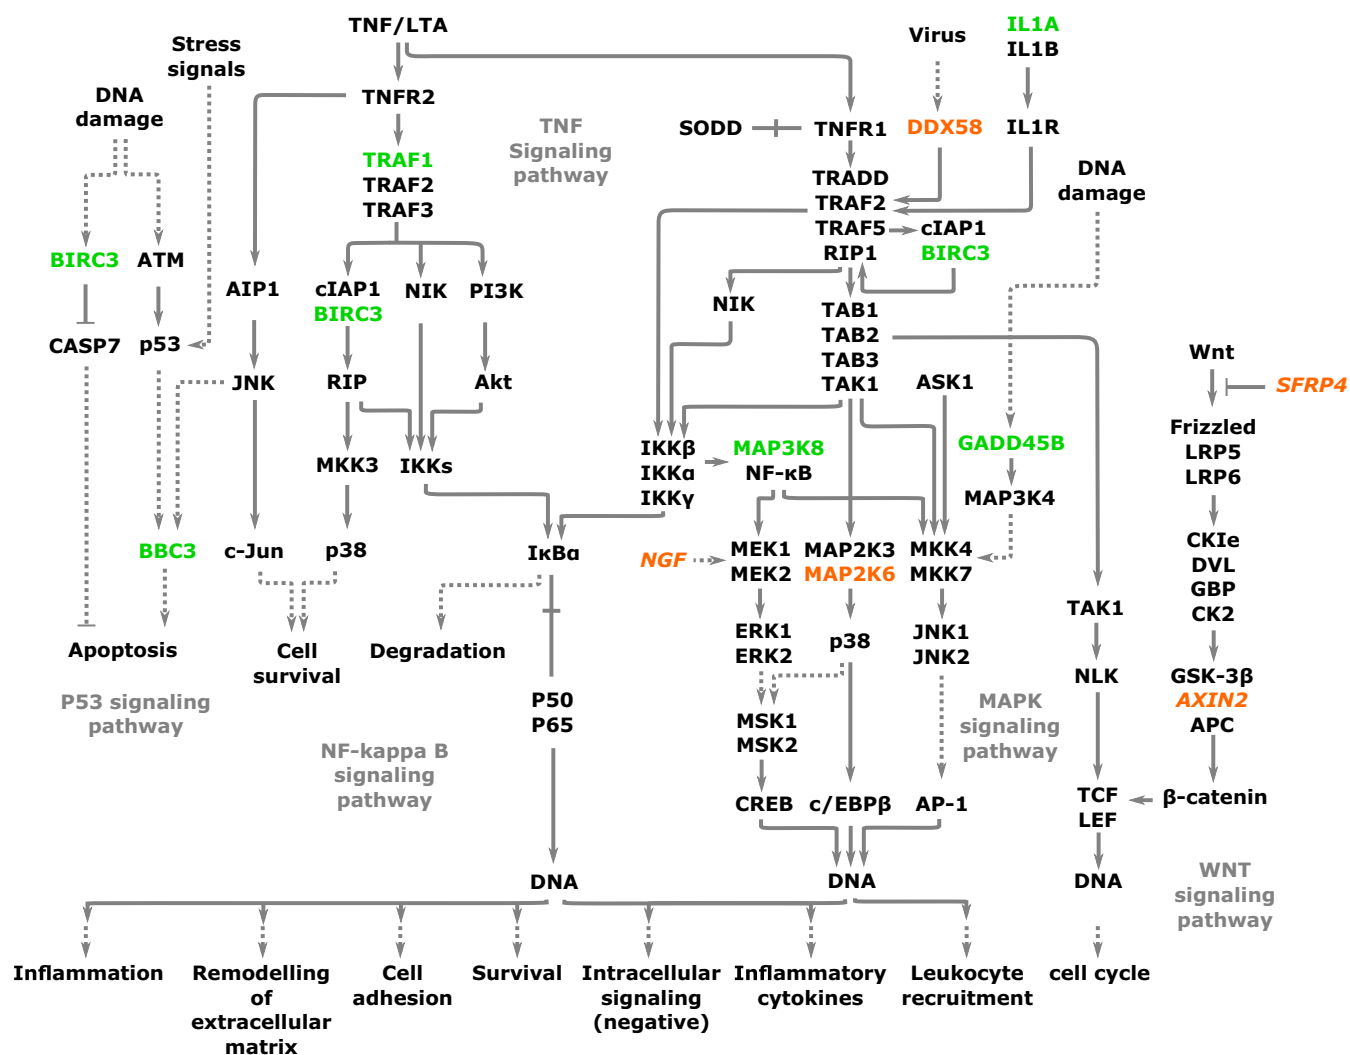 TNF/LTA
Stress
signals
Virus
IL1A
IL1B
DNA
damage
TNFR2
TNF
Signaling
pathway
SODD
TNFR1
DDX58
IL1R
TRAF1
TRAF2
TRAF3
TRADD
TRAF2
TRAF5
RIP1
cIAP1
BIRC3
DNA
damage
BIRC3
ATM
AIP1
cIAP1
BIRC3
NIK
PI3K
NIK
TAB1
TAB2
TAB3
TAK1
ASK1
CASP7
p53
JNK
RIP
Akt
Wnt
SFRP4
Frizzled
LRP5
LRP6
MKK3
IKKs
IKKβ
IKKα
IKKγ
MAP3K8
NF-κB
GADD45B
MAP3K4
BBC3
c-Jun
p38
IκBα
NGF
MEK1
MEK2
MAP2K3
MAP2K6
MKK4
MKK7
CKIe
DVL
GBP
CK2
TAK1
Apoptosis
Cell
survival
Degradation
ERK1
ERK2
p38
JNK1
JNK2
NLK
GSK-3β
AXIN2
APC
P53 signaling
pathway
P50
P65
MSK1
MSK2
MAPK
signaling
pathway
NF-kappa B
signaling
pathway
CREB
c/EBPβ
AP-1
TCF
LEF
β-catenin
DNA
DNA
DNA
WNT
signaling
pathway
Inflammation
Remodelling
of
extracellular
matrix
Cell
adhesion
Survival
Intracellular
signaling
(negative)
Inflammatory
cytokines
Leukocyte
recruitment
cell cycle